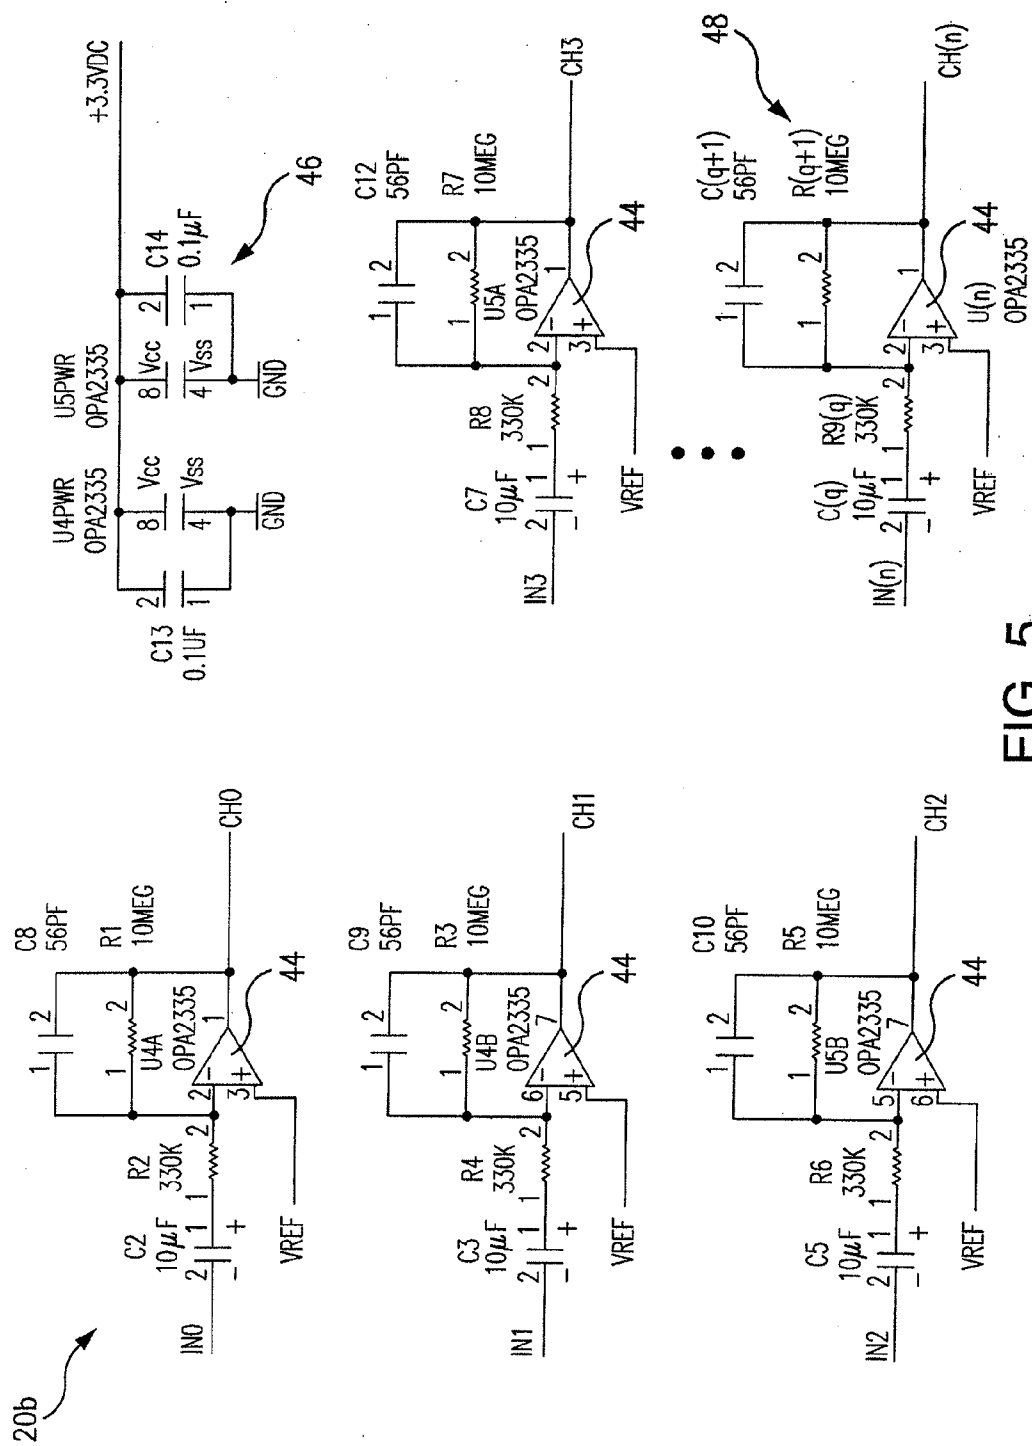 20b
C8
56PF
1 2
R1
10MEG
1 2
U4A
OPA2335
R2
330K
C2
10μF
IN0
2 1
- +
1 2
2 -
3 +
1
CH0
VREF
44
C9
56PF
1 2
R3
10MEG
1 2
U4B
OPA2335
R4
330K
C3
10μF
IN1
2 1
- +
1 2
6 -
5 +
7
CH1
VREF
44
C10
56PF
1 2
R5
10MEG
1 2
U5B
OPA2335
R6
330K
C5
10μF
IN2
2 1
- +
1 2
5 -
6 +
7
CH2
VREF
44
U4PWR
OPA2335
U5PWR
OPA2335
+3.3VDC
C13
0.1UF
2
1
8 Vcc
4 Vss
GND
8 Vcc
4 Vss
GND
C14
0.1μF
2
1
46
C12
56PF
1 2
R7
10MEG
1 2
U5A
OPA2335
R8
330K
C7
10μF
IN3
2 1
- +
1 2
2 -
3 +
1
CH3
VREF
44
48
C(q+1)
56PF
1 2
R(q+1)
10MEG
1 2
R9(q)
330K
C(q)
10μF
IN(n)
2 1
- +
1 2
2 -
3 +
1
CH(n)
VREF
44
U(n)
OPA2335
FIG. 5